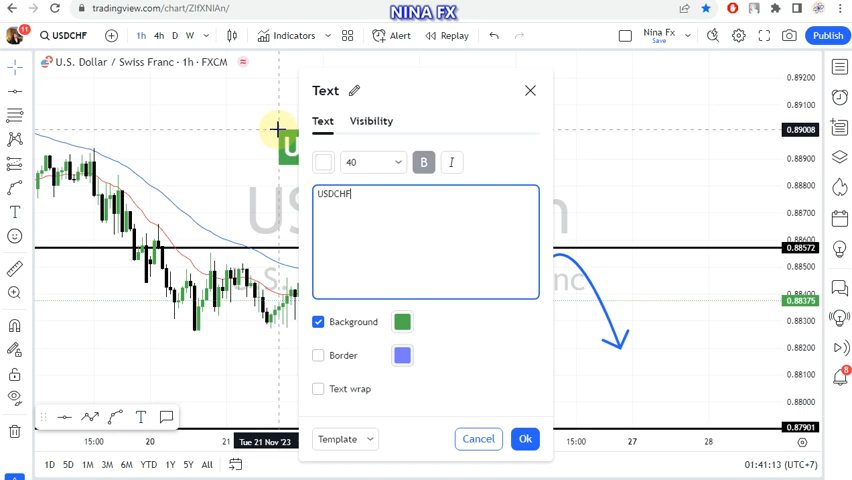 NINA FX
tradingview.com/chart/ZIfXNIAn/
11
USDCHF
1h 4h D W
Indicators
Alert
Replay
Nina Fx
Save
Publish
U.S. Dollar / Swiss Franc · 1h · FXCM
Text
Text
Visibility
40
B
I
USDCHF
Background
Border
Text wrap
Template
Cancel
Ok
0.89200
0.89100
0.89008
0.88900
0.88800
0.88700
0.88600
0.88572
0.88500
0.88400
0.88375
0.88300
0.88200
0.88100
0.88000
0.87901
8
15:00
20
21
Tue 21 Nov '23
15:00
27
28
1D 5D 1M 3M 6M YTD 1Y 5Y All
01:41:13 (UTC+7)